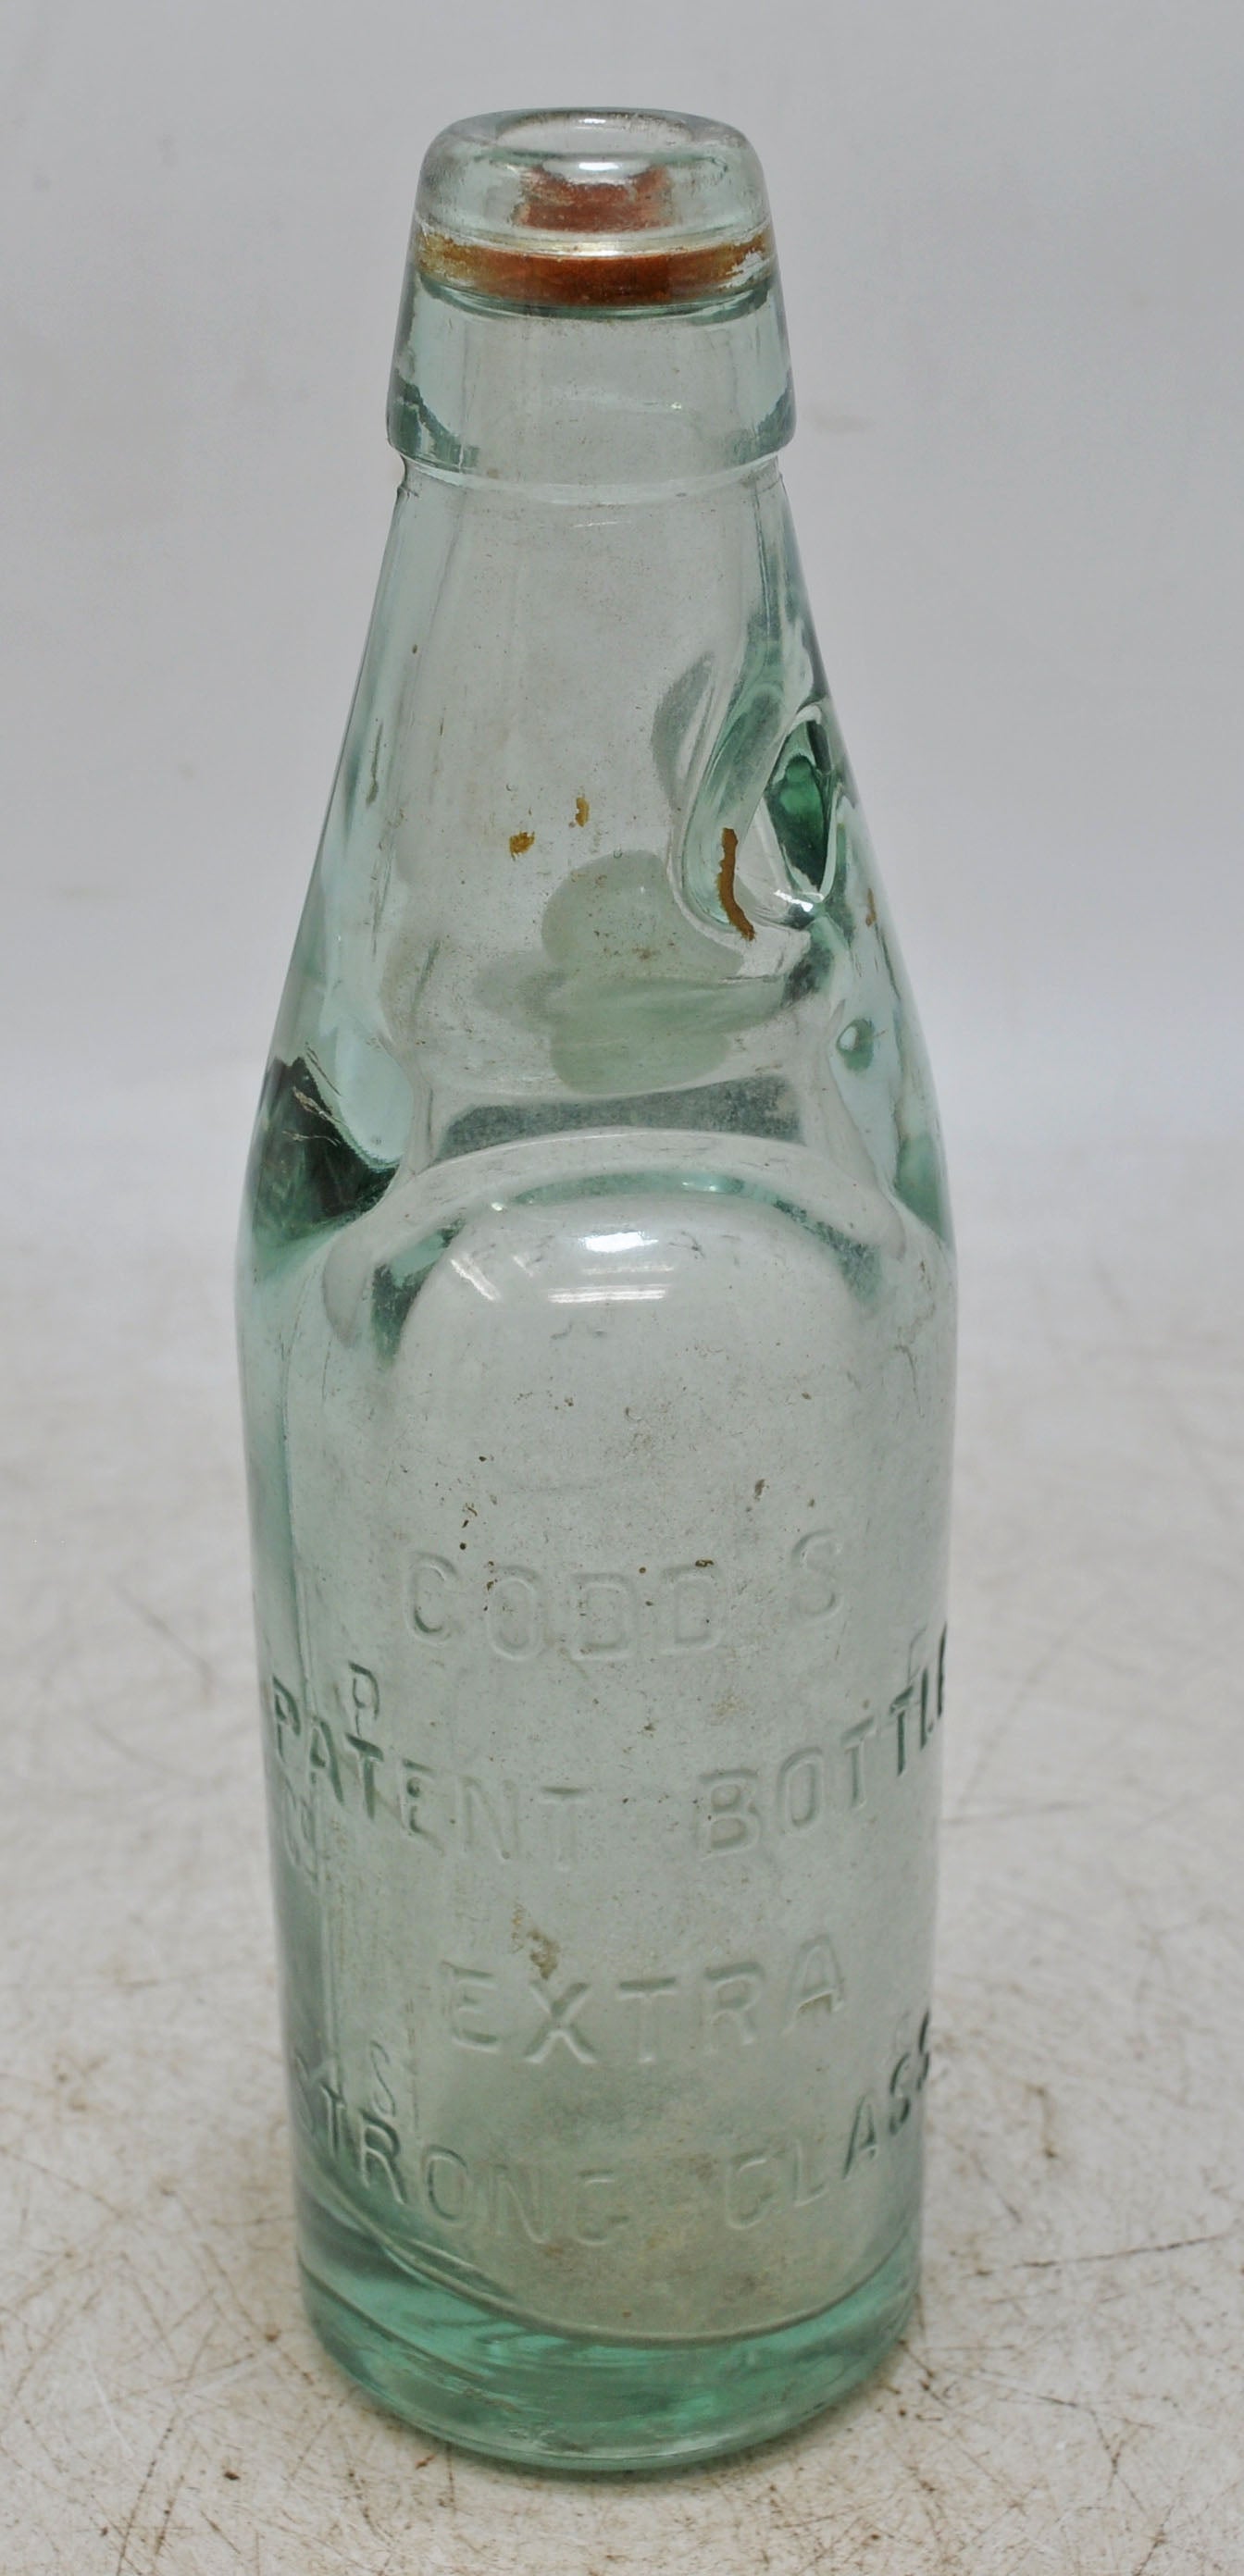 CODD S
PATENT BOTTLE
EXTRA
STRONG GLASS